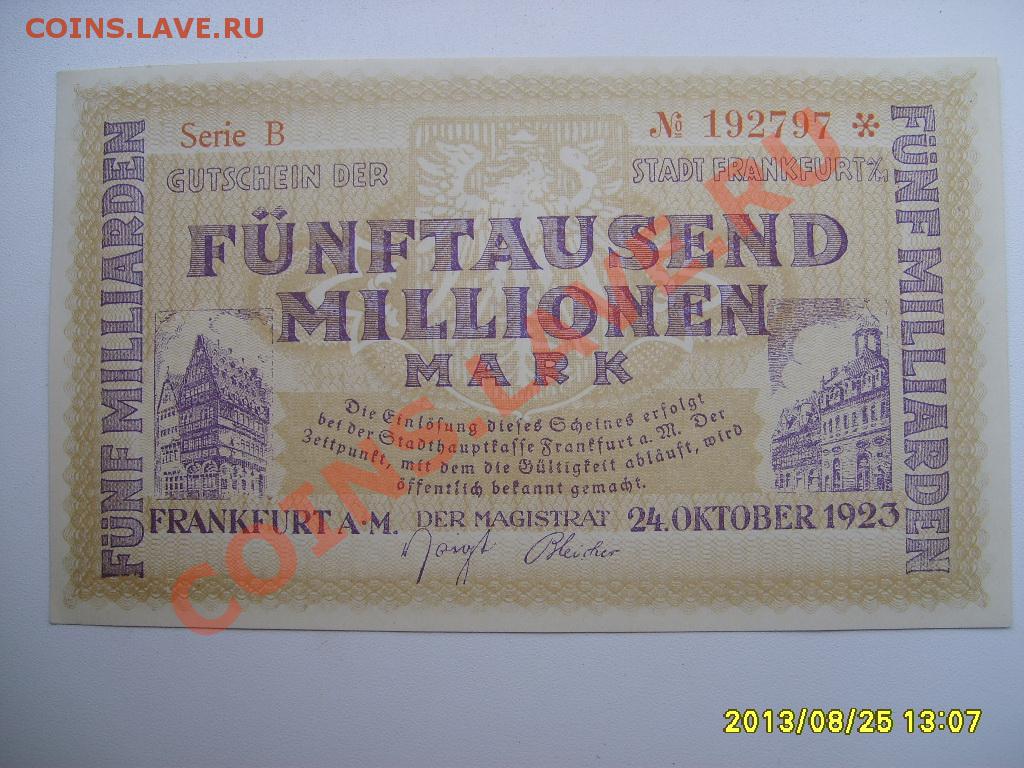 COINS.LAVE.RU
Serie B
№ 192797 *
GUTSCHEIN DER STADT FRANKFURT A/M
FÜNFTAUSEND
MILLIONEN
MARK
FÜNF MILLIARDEN
FÜNF MILLIARDEN
Die Einlösung dieses Scheines erfolgt
bei der Stadthauptkasse Frankfurt a. M. Der
Zeitpunkt, mit dem die Gültigkeit abläuft, wird
öffentlich bekannt gemacht.
FRANKFURT A·M. DER MAGISTRAT 24. OKTOBER 1923
Voigt Bleicher
COINS.LAVE.RU
2013/08/25 13:07